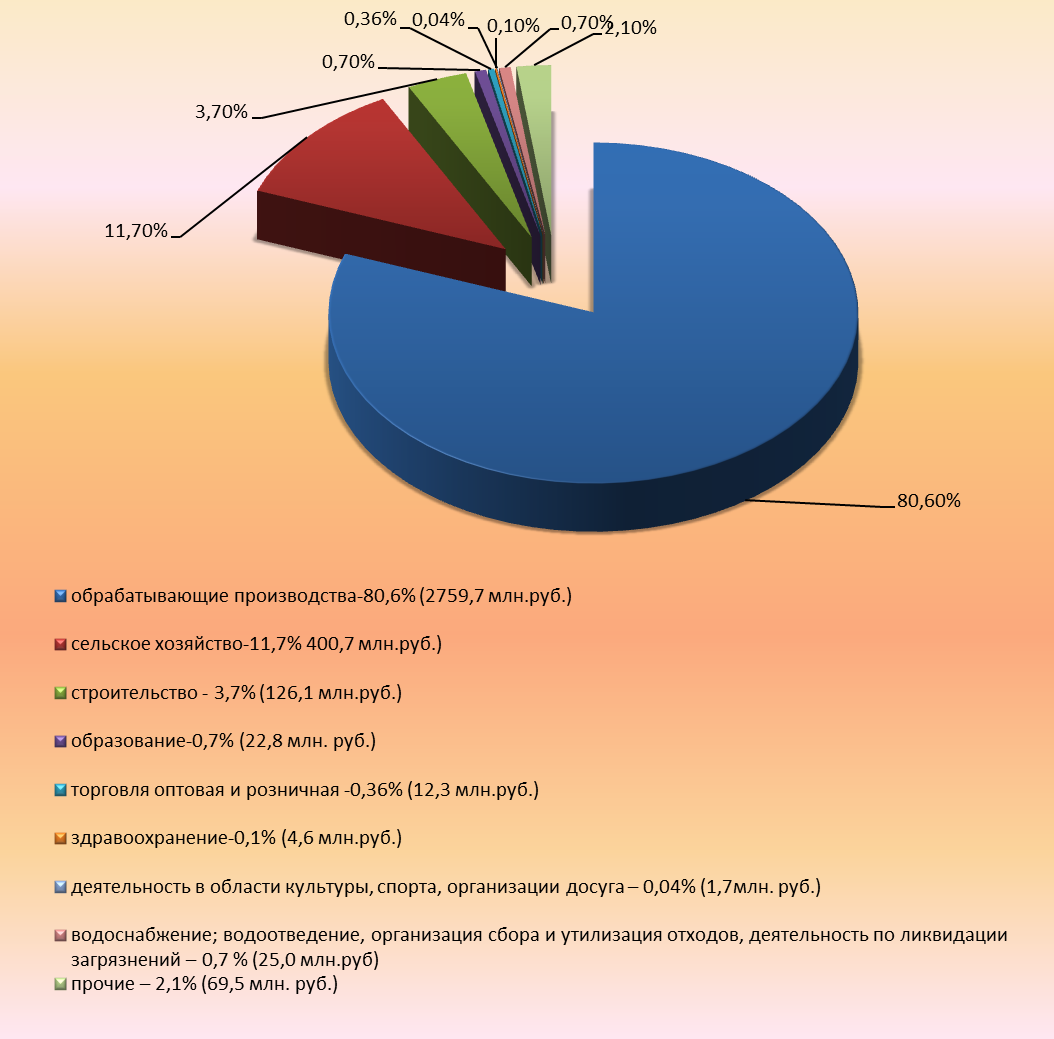 0,36%
0,04%
0,10%
0,70%
2,10%
0,70%
3,70%
11,70%
80,60%
обрабатывающие производства-80,6% (2759,7 млн.руб.)
сельское хозяйство-11,7% 400,7 млн.руб.)
строительство - 3,7% (126,1 млн.руб.)
образование-0,7% (22,8 млн. руб.)
торговля оптовая и розничная -0,36% (12,3 млн.руб.)
здравоохранение-0,1% (4,6 млн.руб.)
деятельность в области культуры, спорта, организации досуга – 0,04% (1,7млн. руб.)
водоснабжение; водоотведение, организация сбора и утилизация отходов, деятельность по ликвидации
загрязнений – 0,7 % (25,0 млн.руб)
прочие – 2,1% (69,5 млн. руб.)